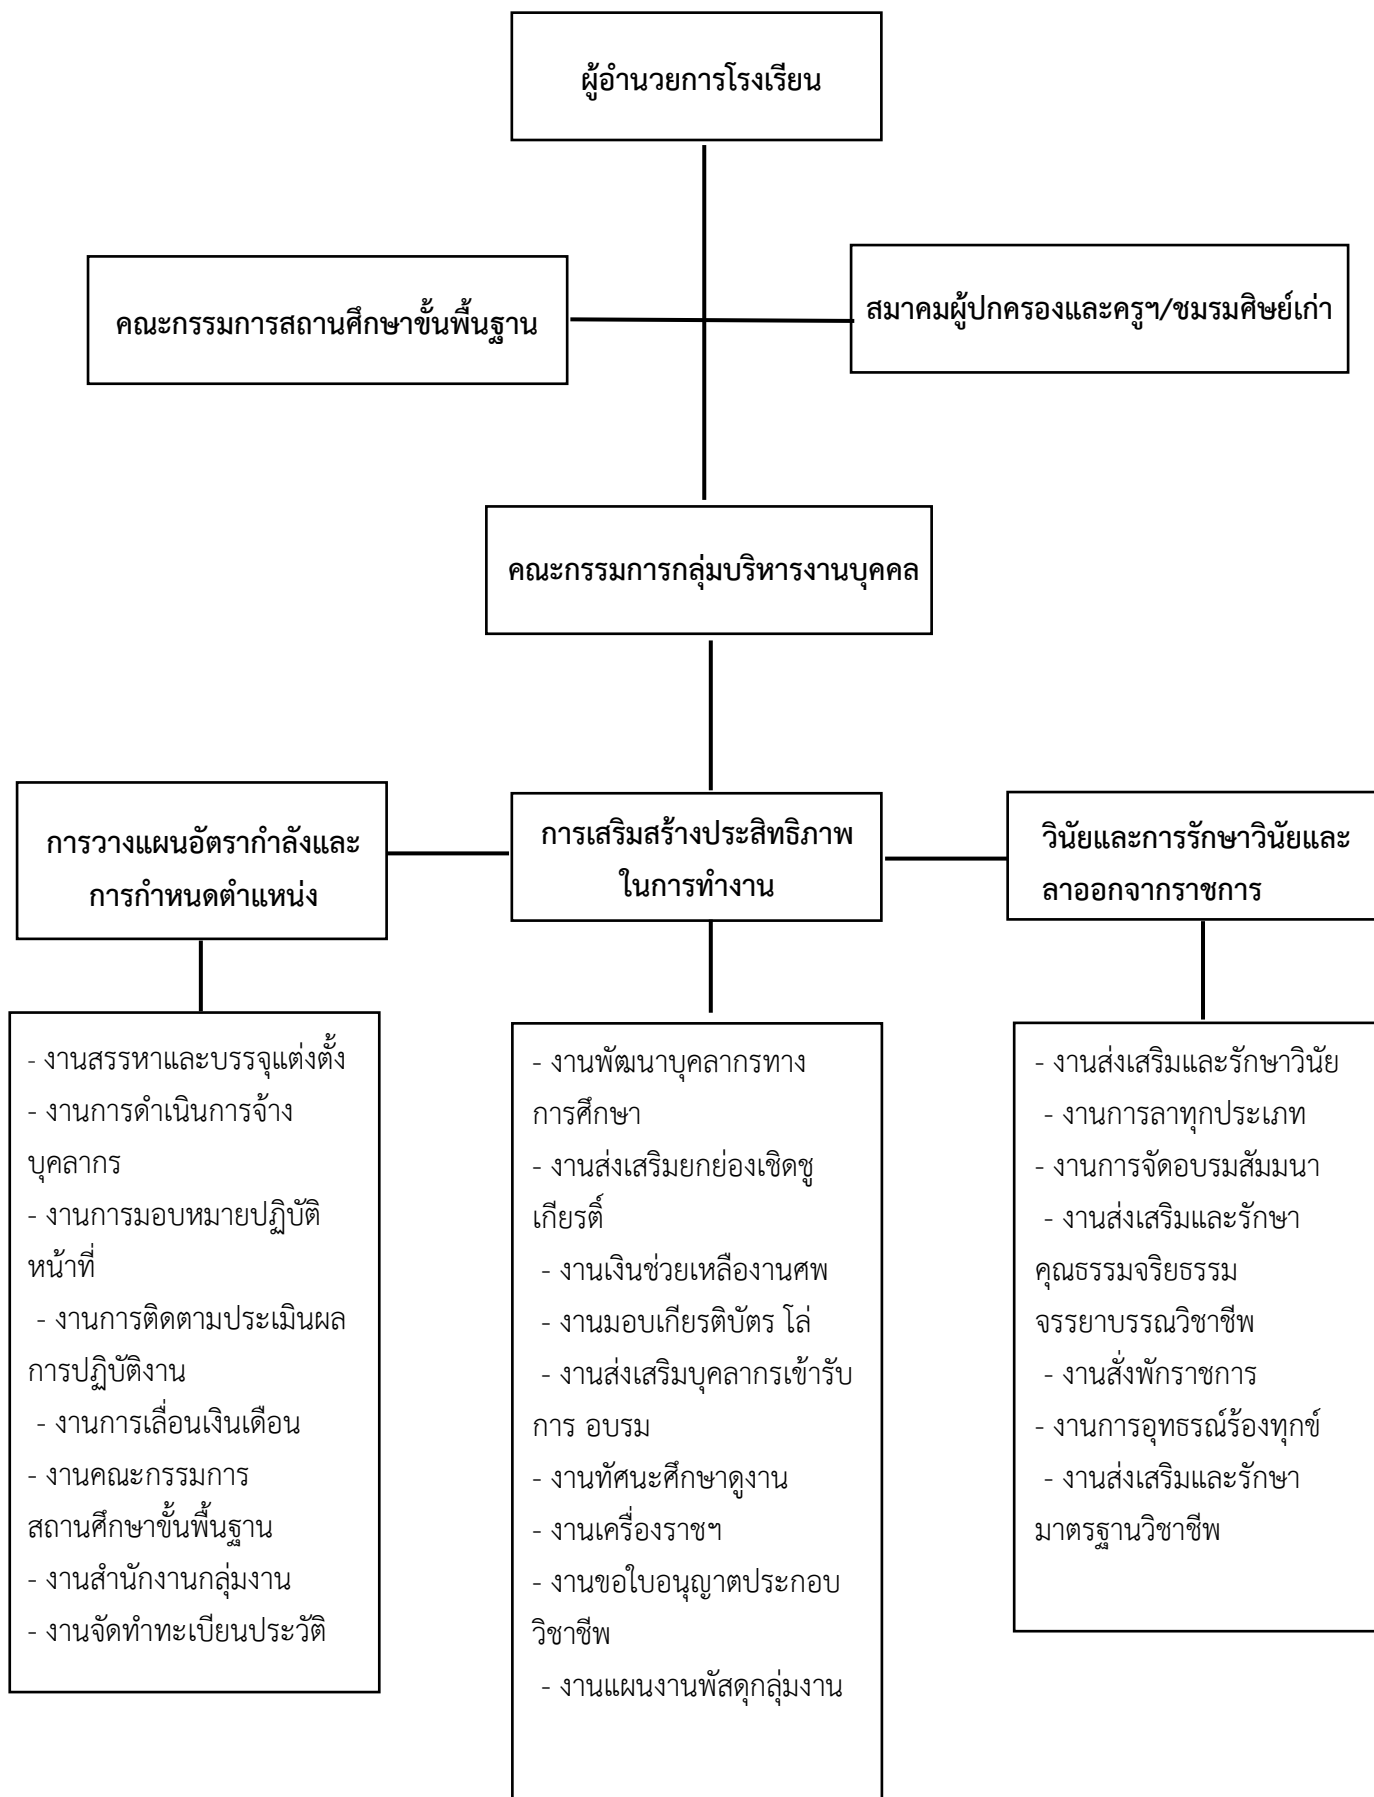 ผู้อำนวยการโรงเรียน
คณะกรรมการสถานศึกษาขั้นพื้นฐาน
สมาคมผู้ปกครองและครูฯ/ชมรมศิษย์เก่า
คณะกรรมการกลุ่มบริหารงานบุคคล
การวางแผนอัตรากำลังและ
การกำหนดตำแหน่ง
การเสริมสร้างประสิทธิภาพ
ในการทำงาน
วินัยและการรักษาวินัยและ
ลาออกจากราชการ
- งานสรรหาและบรรจุแต่งตั้ง
- งานการดำเนินการจ้าง
บุคลากร
- งานการมอบหมายปฏิบัติ
หน้าที่
- งานการติดตามประเมินผล
การปฏิบัติงาน
- งานการเลื่อนเงินเดือน
- งานคณะกรรมการ
สถานศึกษาขั้นพื้นฐาน
- งานสำนักงานกลุ่มงาน
- งานจัดทำทะเบียนประวัติ
- งานพัฒนาบุคลากรทาง
การศึกษา
- งานส่งเสริมยกย่องเชิดชู
เกียรติ์
- งานเงินช่วยเหลืองานศพ
- งานมอบเกียรติบัตร โล่
- งานส่งเสริมบุคลากรเข้ารับ
การ อบรม
- งานทัศนะศึกษาดูงาน
- งานเครื่องราชฯ
- งานขอใบอนุญาตประกอบ
วิชาชีพ
- งานแผนงานพัสดุกลุ่มงาน
- งานส่งเสริมและรักษาวินัย
- งานการลาทุกประเภท
- งานการจัดอบรมสัมมนา
- งานส่งเสริมและรักษา
คุณธรรมจริยธรรม
จรรยาบรรณวิชาชีพ
- งานสั่งพักราชการ
- งานการอุทธรณ์ร้องทุกข์
- งานส่งเสริมและรักษา
มาตรฐานวิชาชีพ